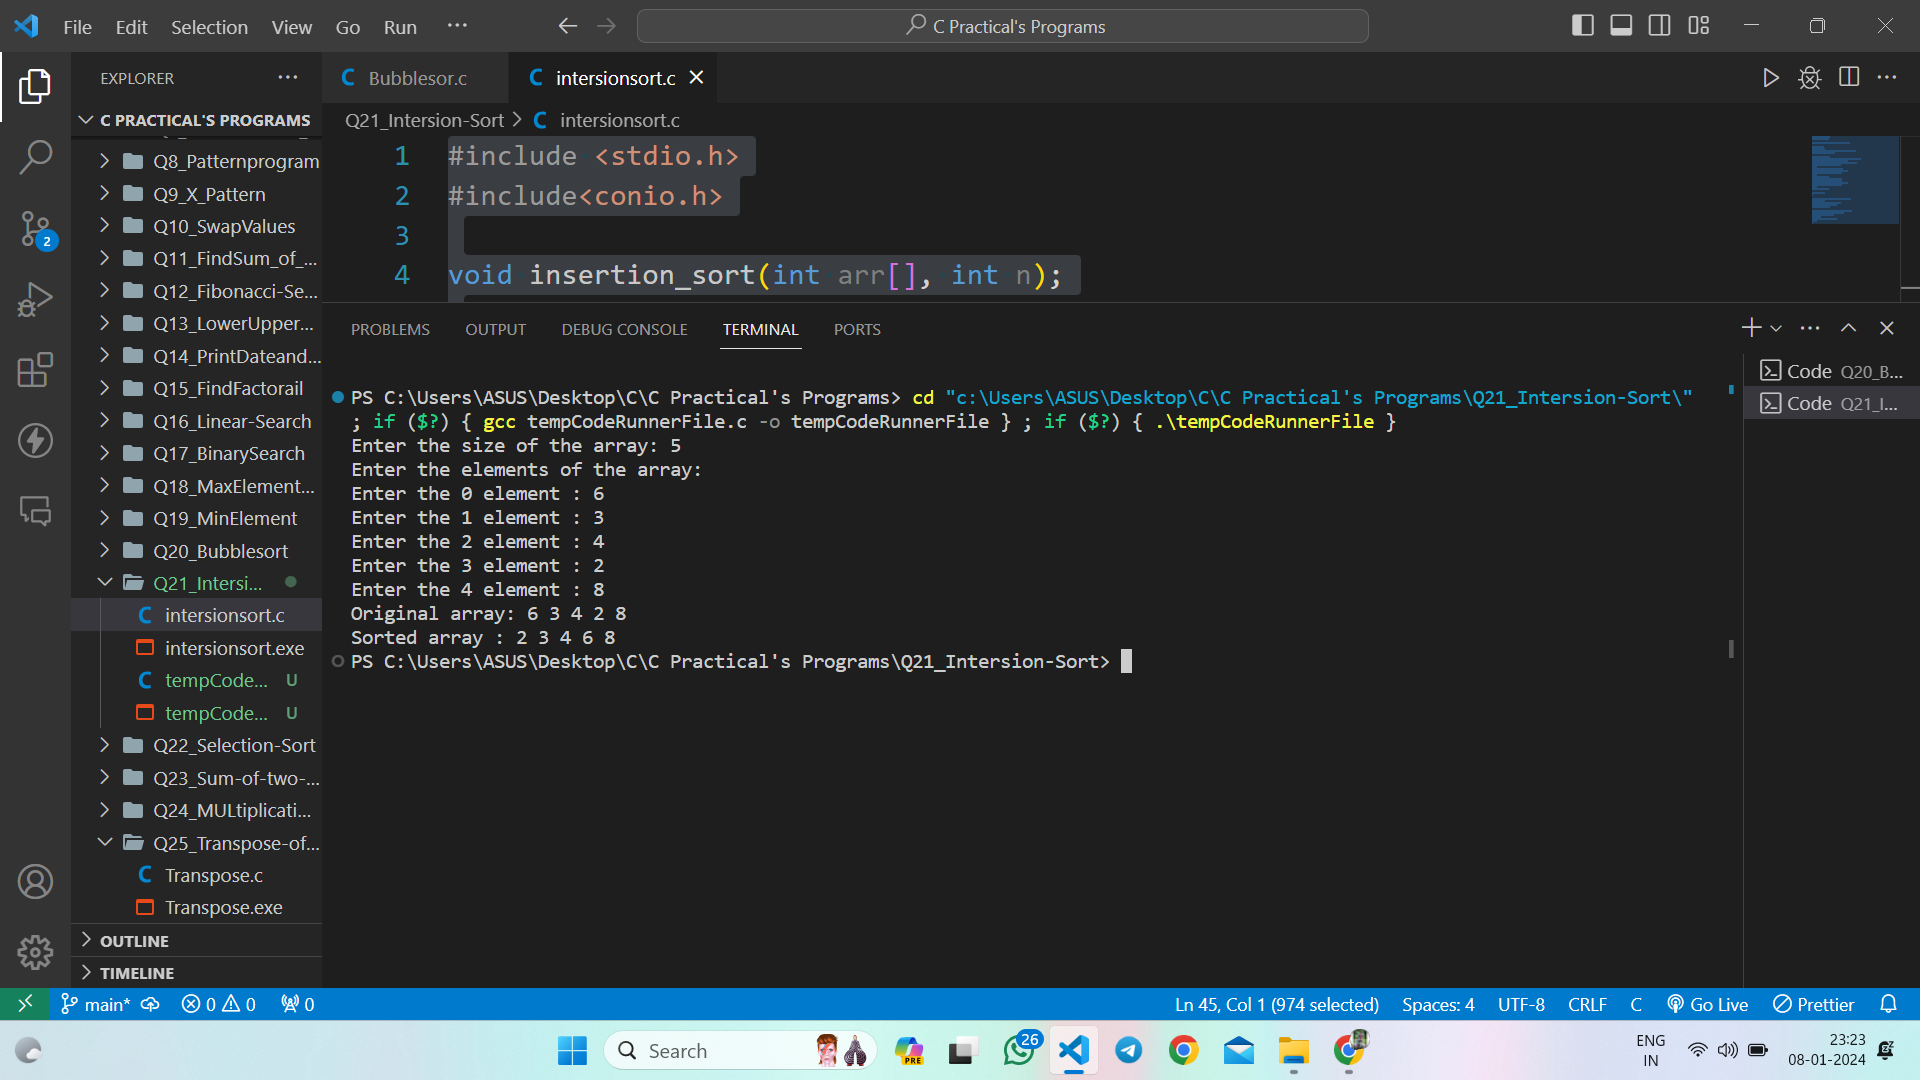 File Edit Selection View Go Run ···
C Practical's Programs
EXPLORER ···
C PRACTICAL'S PROGRAMS
Q8_Patternprogram
Q9_X_Pattern
Q10_SwapValues
Q11_FindSum_of_...
Q12_Fibonacci-Se...
Q13_LowerUpper...
Q14_PrintDateand...
Q15_FindFactorail
Q16_Linear-Search
Q17_BinarySearch
Q18_MaxElement...
Q19_MinElement
Q20_Bubblesort
Q21_Intersi...
intersionsort.c
intersionsort.exe
tempCode... U
tempCode... U
Q22_Selection-Sort
Q23_Sum-of-two-...
Q24_MULtiplicati...
Q25_Transpose-of...
Transpose.c
Transpose.exe
OUTLINE
TIMELINE
2
Bubblesor.c
intersionsort.c
Q21_Intersion-Sort > intersionsort.c
1 #include <stdio.h>
2 #include<conio.h>
3
4 void insertion_sort(int arr[], int n);
PROBLEMS OUTPUT DEBUG CONSOLE TERMINAL PORTS
PS C:\Users\ASUS\Desktop\C\C Practical's Programs> cd "c:\Users\ASUS\Desktop\C\C Practical's Programs\Q21_Intersion-Sort\"
; if ($?) { gcc tempCodeRunnerFile.c -o tempCodeRunnerFile } ; if ($?) { .\tempCodeRunnerFile }
Enter the size of the array: 5
Enter the elements of the array:
Enter the 0 element : 6
Enter the 1 element : 3
Enter the 2 element : 4
Enter the 3 element : 2
Enter the 4 element : 8
Original array: 6 3 4 2 8
Sorted array : 2 3 4 6 8
PS C:\Users\ASUS\Desktop\C\C Practical's Programs\Q21_Intersion-Sort>
Code Q20_B...
Code Q21_I...
main* 0 0 0
Ln 45, Col 1 (974 selected) Spaces: 4 UTF-8 CRLF C Go Live Prettier
Search
PRE
26
ENG
IN
23:23
08-01-2024